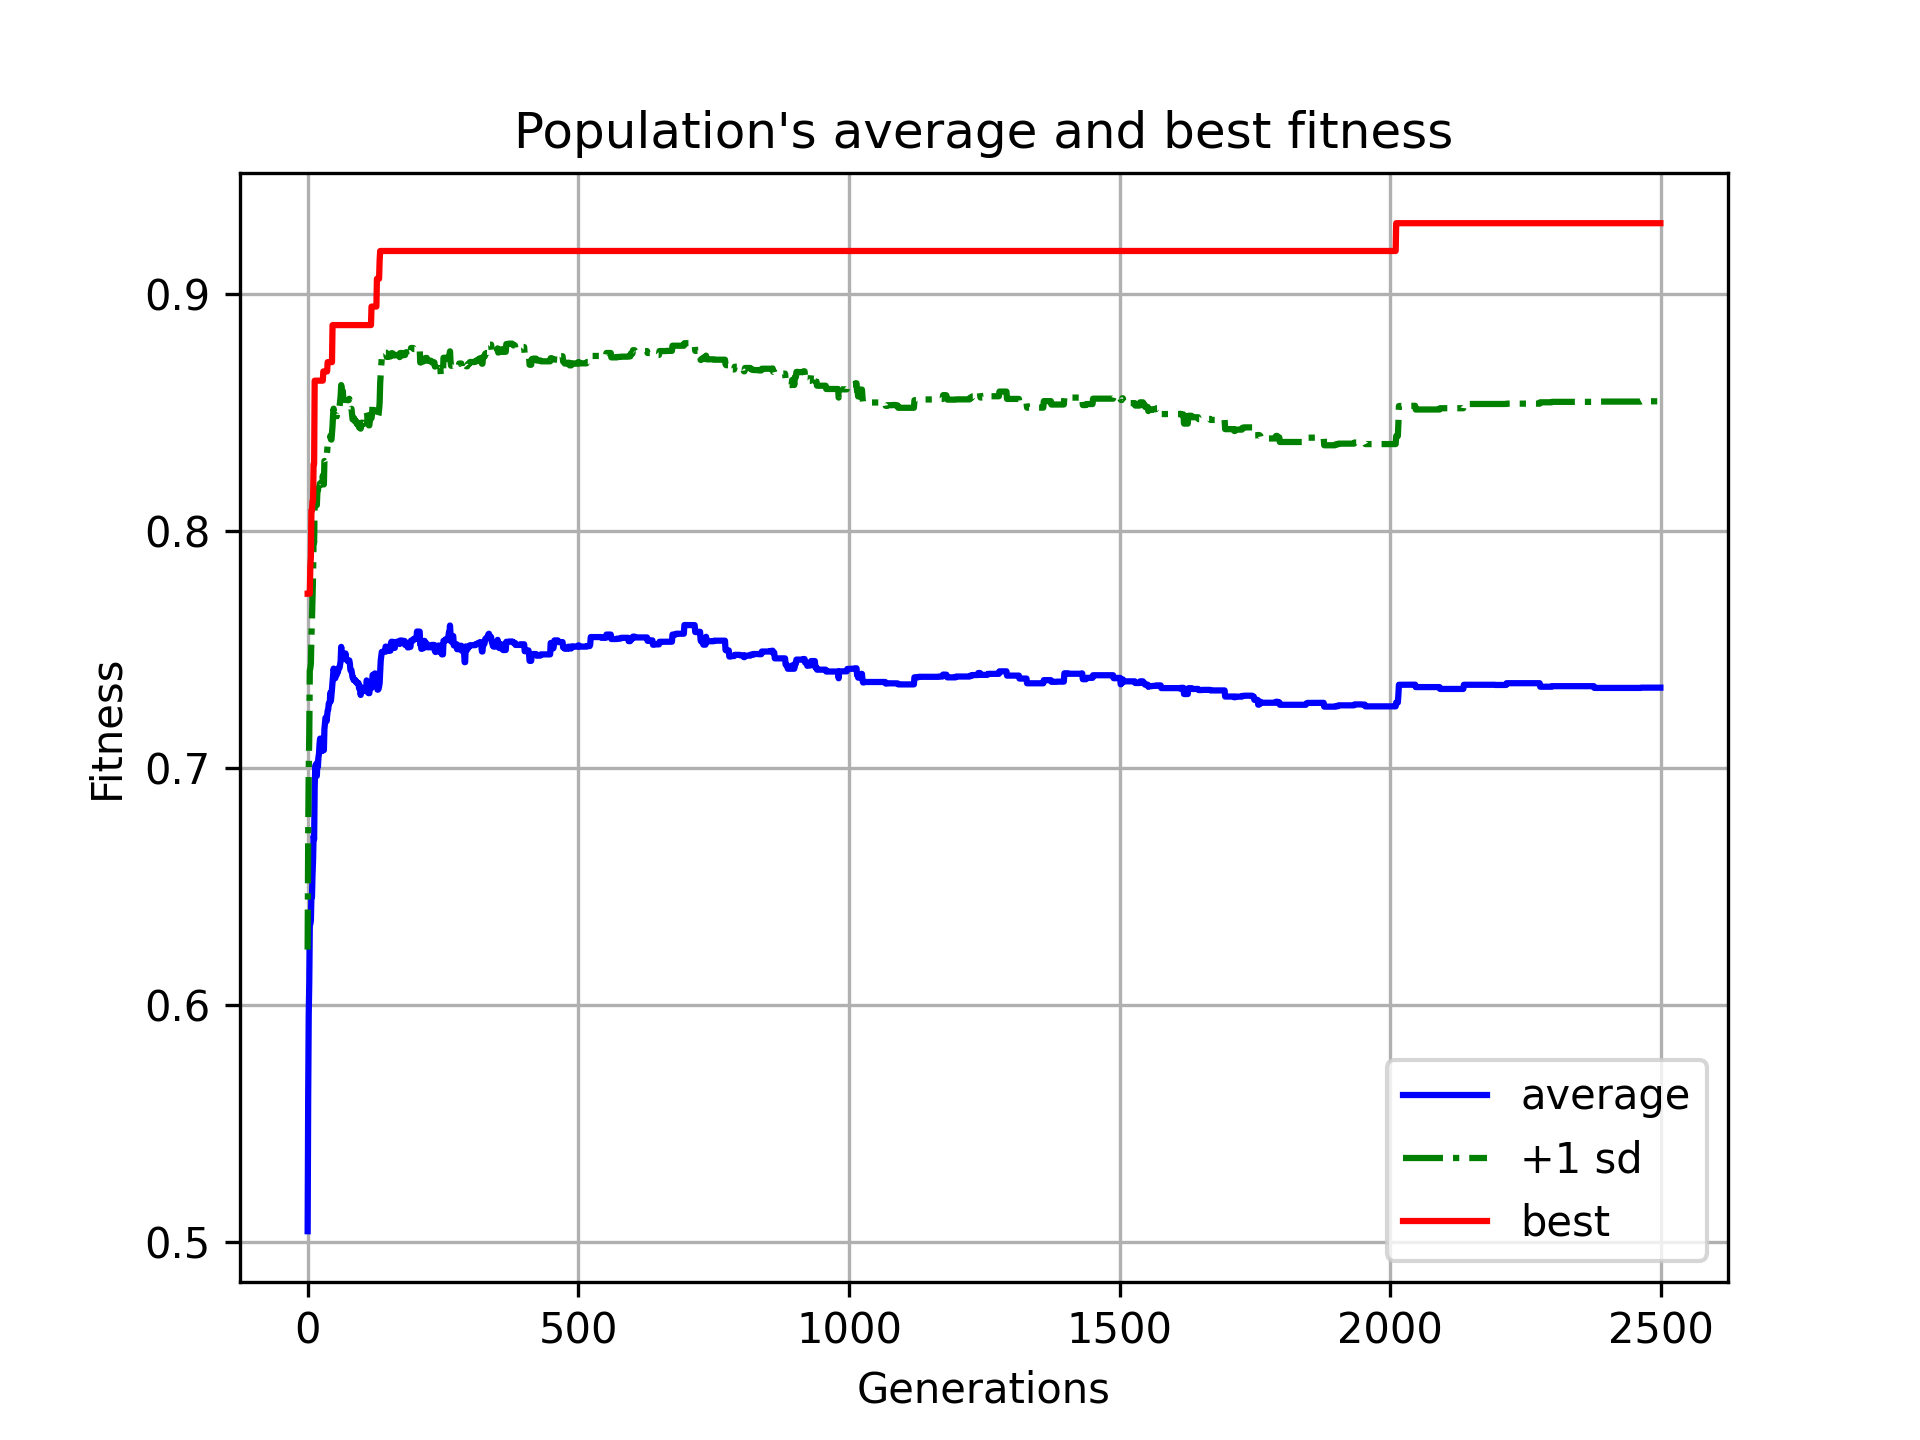 Population's average and best fitness
Fitness
0.9
0.8
0.7
0.6
0.5
0 500 1000 1500 2000 2500
Generations
average
+1 sd
best